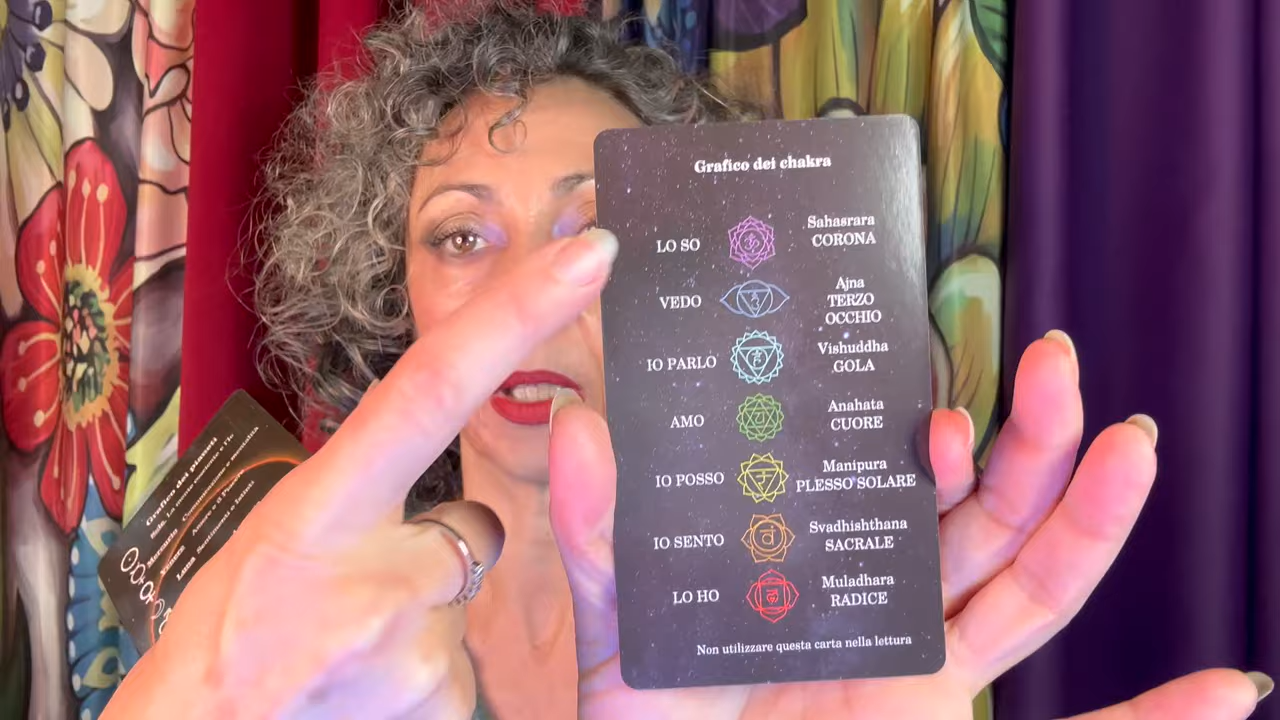 Grafico dei chakra
LO SO
Sahasrara
CORONA
VEDO
Ajna
TERZO
OCCHIO
IO PARLO
Vishuddha
GOLA
AMO
Anahata
CUORE
IO POSSO
Manipura
PLESSO SOLARE
IO SENTO
Svadhishthana
SACRALE
LO HO
Muladhara
RADICE
Non utilizzare questa carta nella lettura
Grafico dei pianeti
Mercurio
Venere
Luna Sentimenti e